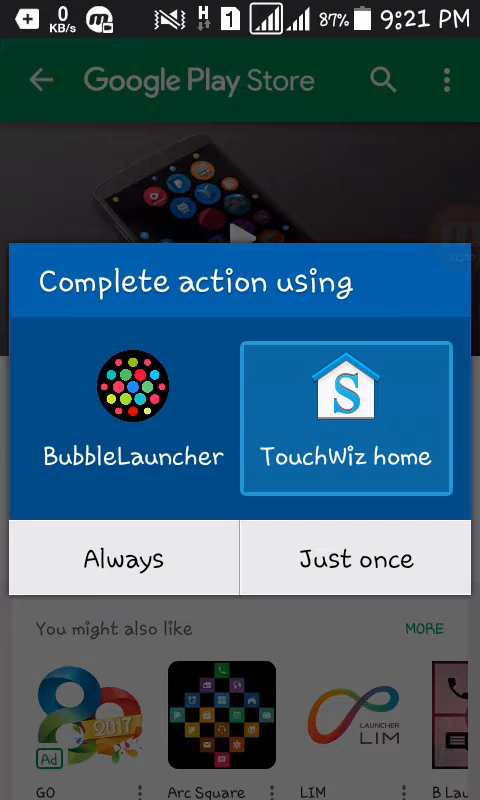 0
KB/s
H
1
87%
9:21 PM
Google Play Store
Complete action using
S
BubbleLauncher
TouchWiz home
Always
Just once
You might also like
MORE
2017
Ad
LAUNCHER
LIM
GO
Arc Square
LIM
B Lau